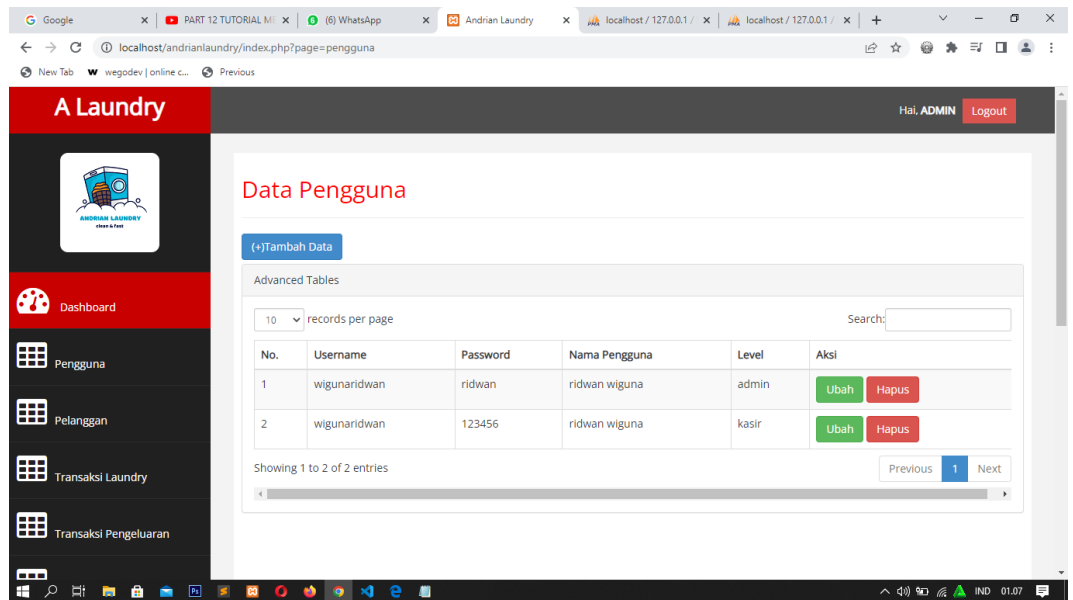 Google
PART 12 TUTORIAL ME
(6) WhatsApp
Andrian Laundry
localhost / 127.0.0.1 /
localhost / 127.0.0.1 /
localhost/andrianlaundry/index.php?page=pengguna
New Tab
wegodev | online c...
Previous
A Laundry
Hai, ADMIN
Logout
ANDRIAN LAUNDRY
clean & fast
Dashboard
Pengguna
Pelanggan
Transaksi Laundry
Transaksi Pengeluaran
Data Pengguna
(+)Tambah Data
Advanced Tables
10 records per page
Search:
No. Username Password Nama Pengguna Level Aksi
1 wigunaridwan ridwan ridwan wiguna admin Ubah Hapus
2 wigunaridwan 123456 ridwan wiguna kasir Ubah Hapus
Showing 1 to 2 of 2 entries
Previous 1 Next
IND 01.07